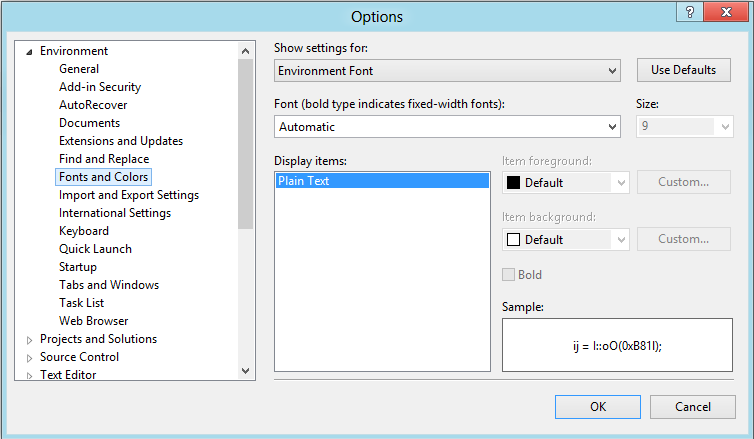 Options
?
Environment
General
Add-in Security
AutoRecover
Documents
Extensions and Updates
Find and Replace
Fonts and Colors
Import and Export Settings
International Settings
Keyboard
Quick Launch
Startup
Tabs and Windows
Task List
Web Browser
Projects and Solutions
Source Control
Text Editor
Show settings for:
Environment Font
Use Defaults
Font (bold type indicates fixed-width fonts):
Size:
Automatic
9
Display items:
Plain Text
Item foreground:
Default
Custom...
Item background:
Default
Custom...
Bold
Sample:
ij = I::oO(0xB81l);
OK
Cancel